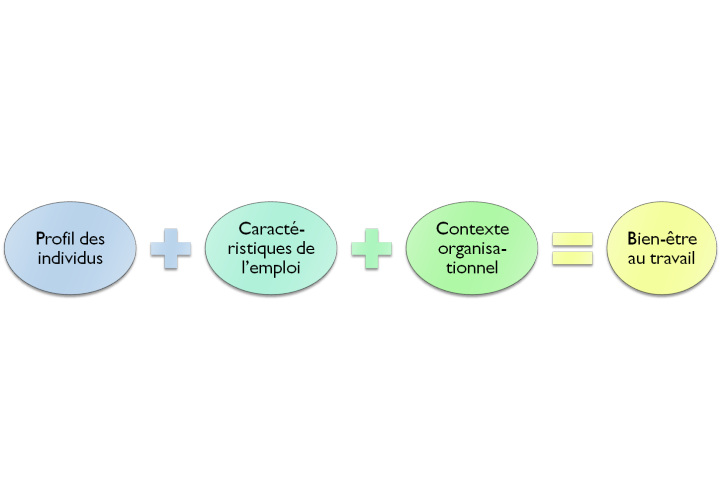 Profil des
individus
Caracté-
ristiques de
l’emploi
Contexte
organisa-
tionnel
Bien-être
au travail